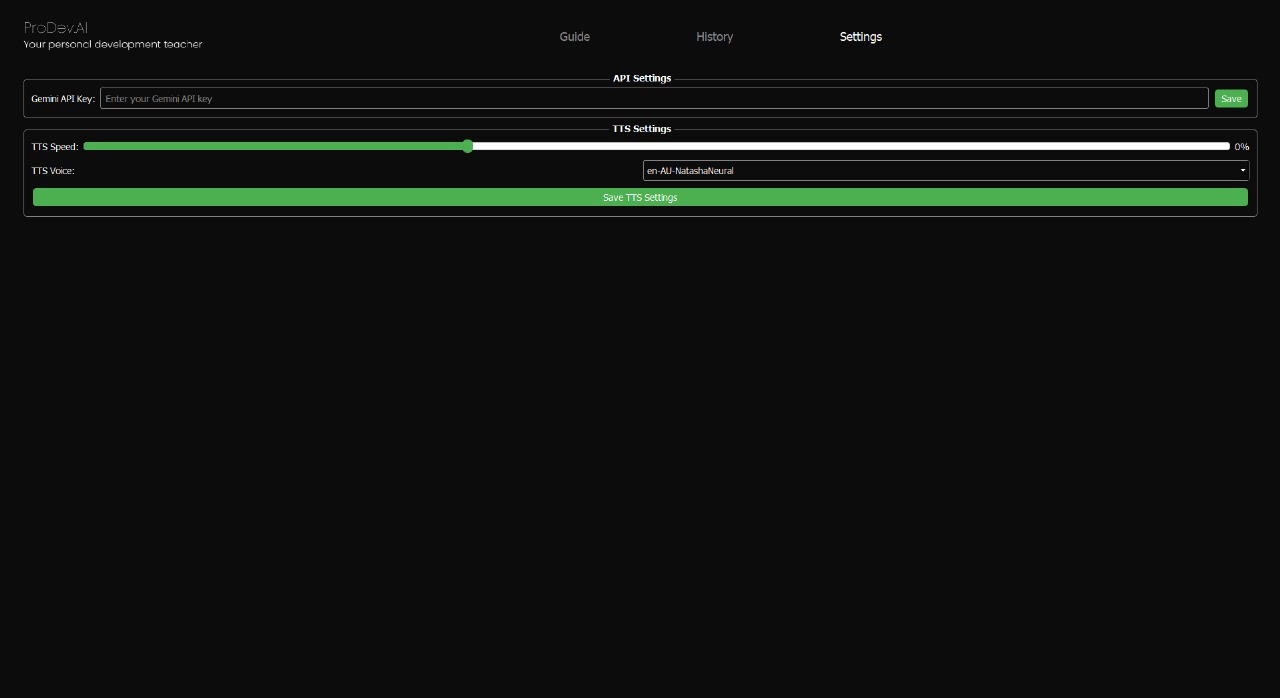 ProDev.AI
Your personal development teacher
Guide History Settings
API Settings
Gemini API Key: Enter your Gemini API key Save
TTS Settings
TTS Speed: 0%
TTS Voice: en-AU-NatashaNeural
Save TTS Settings